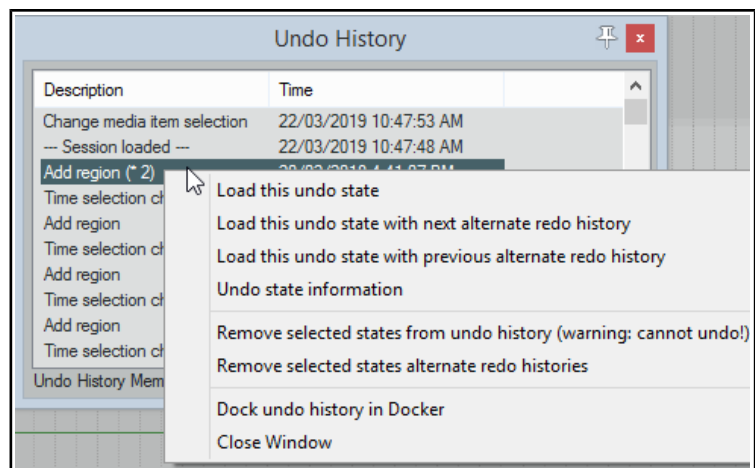 Undo History
Description Time
Change media item selection 22/03/2019 10:47:53 AM
--- Session loaded --- 22/03/2019 10:47:48 AM
Add region (* 2)
Time selection ch
Add region
Time selection ch
Add region
Time selection ch
Add region
Time selection ch
Undo History Mem
Load this undo state
Load this undo state with next alternate redo history
Load this undo state with previous alternate redo history
Undo state information
Remove selected states from undo history (warning: cannot undo!)
Remove selected states alternate redo histories
Dock undo history in Docker
Close Window